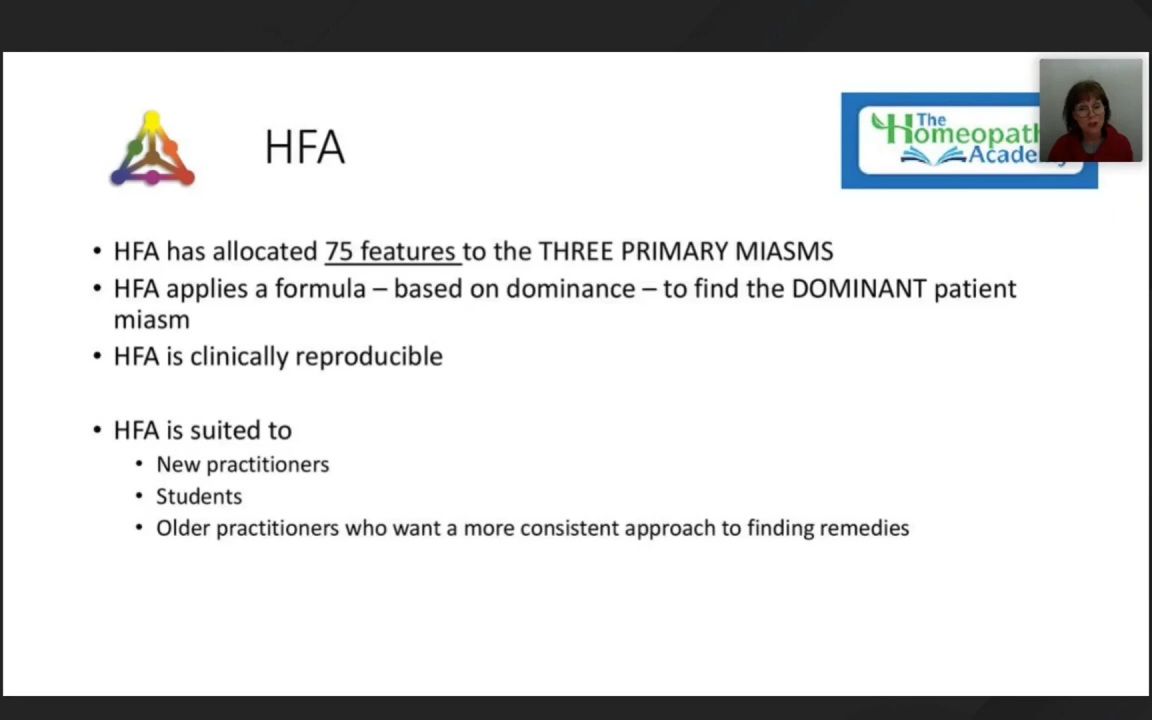 HFA
The
Homeopath
Acade
• HFA has allocated 75 features to the THREE PRIMARY MIASMS
• HFA applies a formula – based on dominance – to find the DOMINANT patient
miasm
• HFA is clinically reproducible
• HFA is suited to
• New practitioners
• Students
• Older practitioners who want a more consistent approach to finding remedies